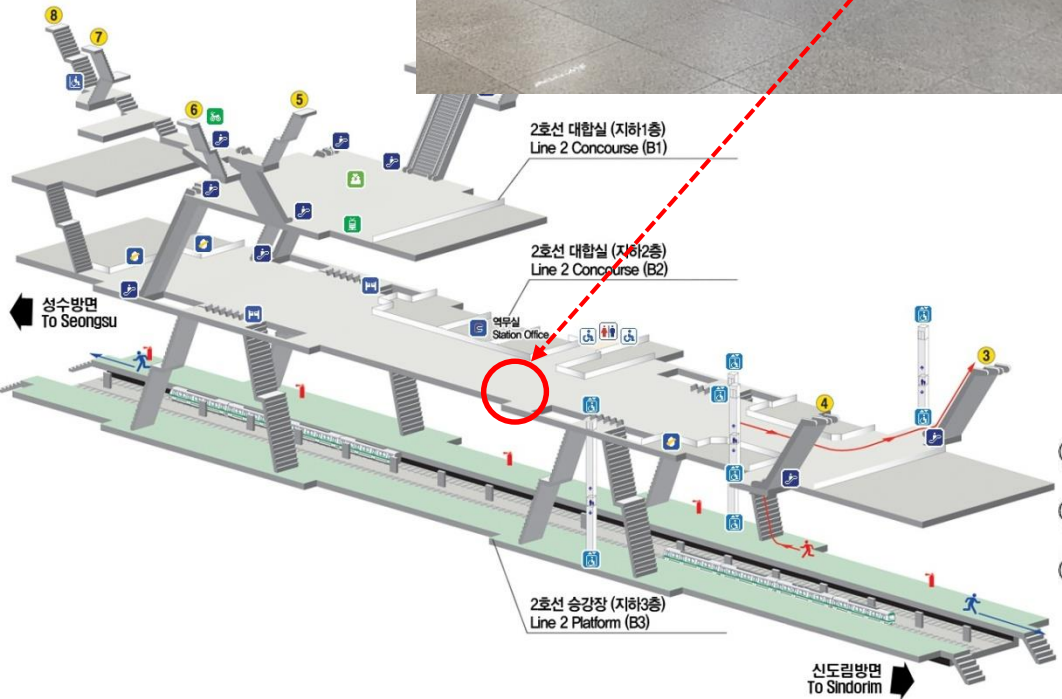 8
7
6
5
2호선 대합실 (지하1층)
Line 2 Concourse (B1)
2호선 대합실 (지하2층)
Line 2 Concourse (B2)
성수방면
To Seongsu
역무실
Station Office
3
4
2호선 승강장 (지하3층)
Line 2 Platform (B3)
신도림방면
To Sindorim